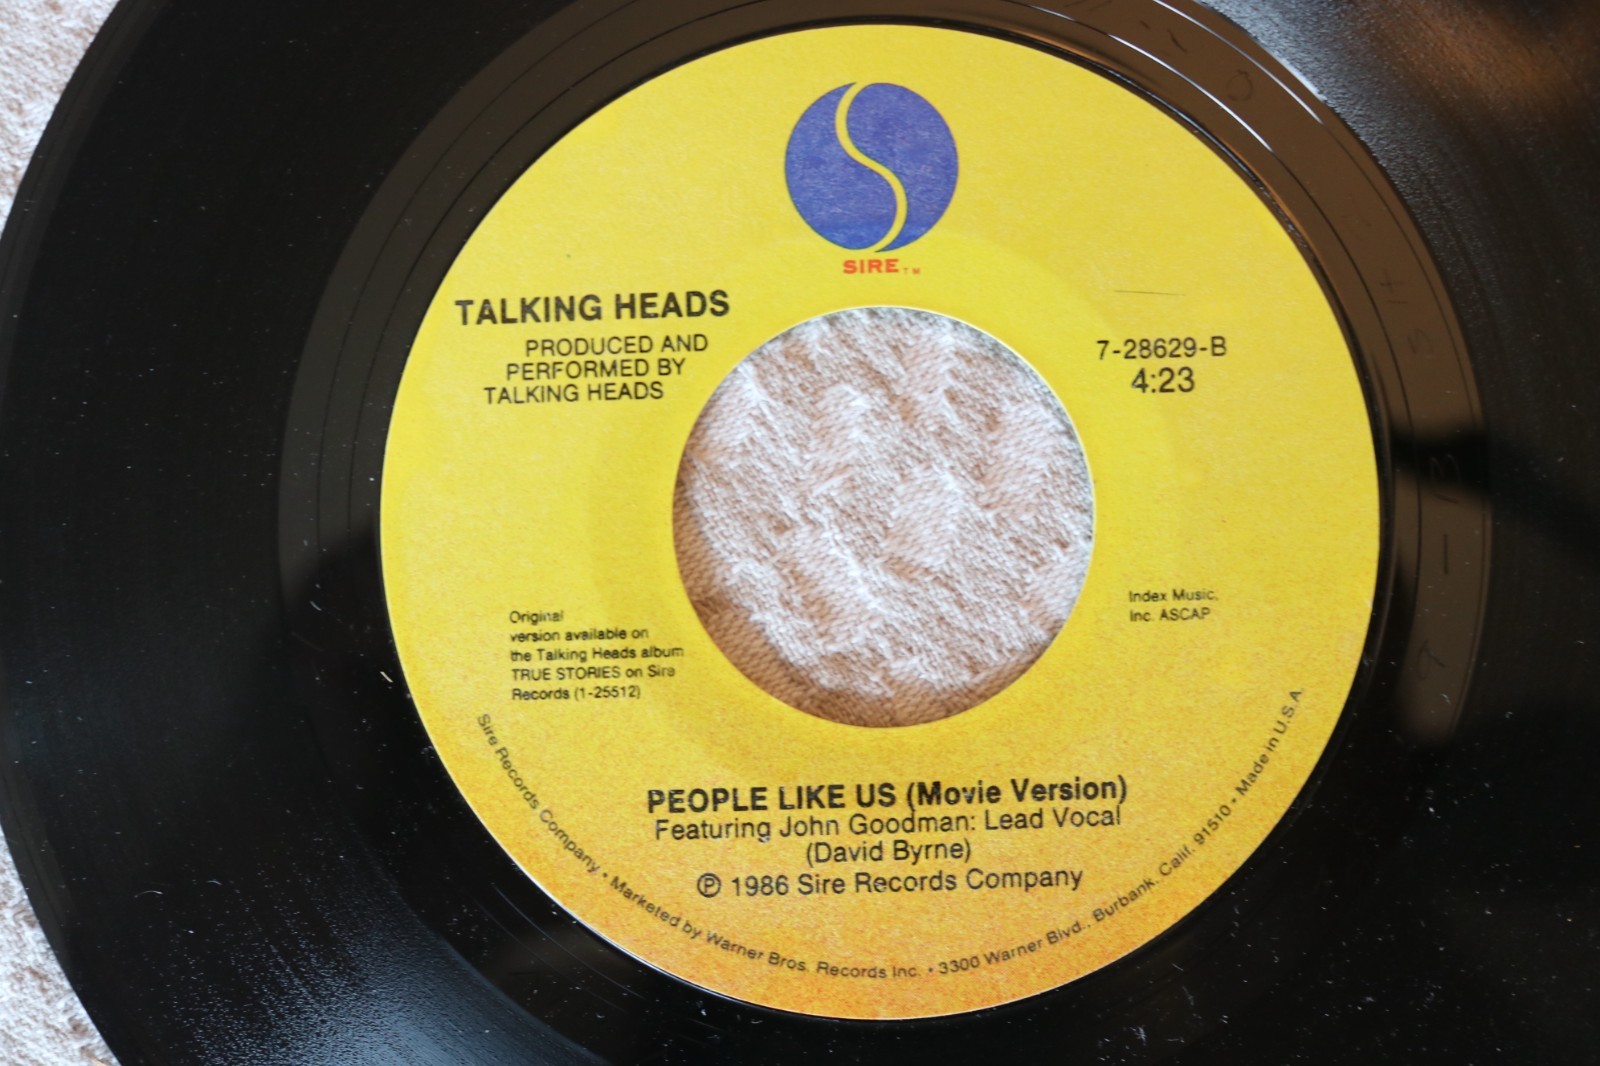 SIRE™
TALKING HEADS
PRODUCED AND
PERFORMED BY
TALKING HEADS
7-28629-B
4:23
Original
version available on
the Talking Heads album
TRUE STORIES on Sire
Records (1-25512)
Index Music,
Inc. ASCAP
PEOPLE LIKE US (Movie Version)
Featuring John Goodman: Lead Vocal
(David Byrne)
℗ 1986 Sire Records Company
Sire Records Company • Marketed by Warner Bros. Records Inc. • 3300 Warner Blvd., Burbank, Calif. 91510 • Made in U.S.A.